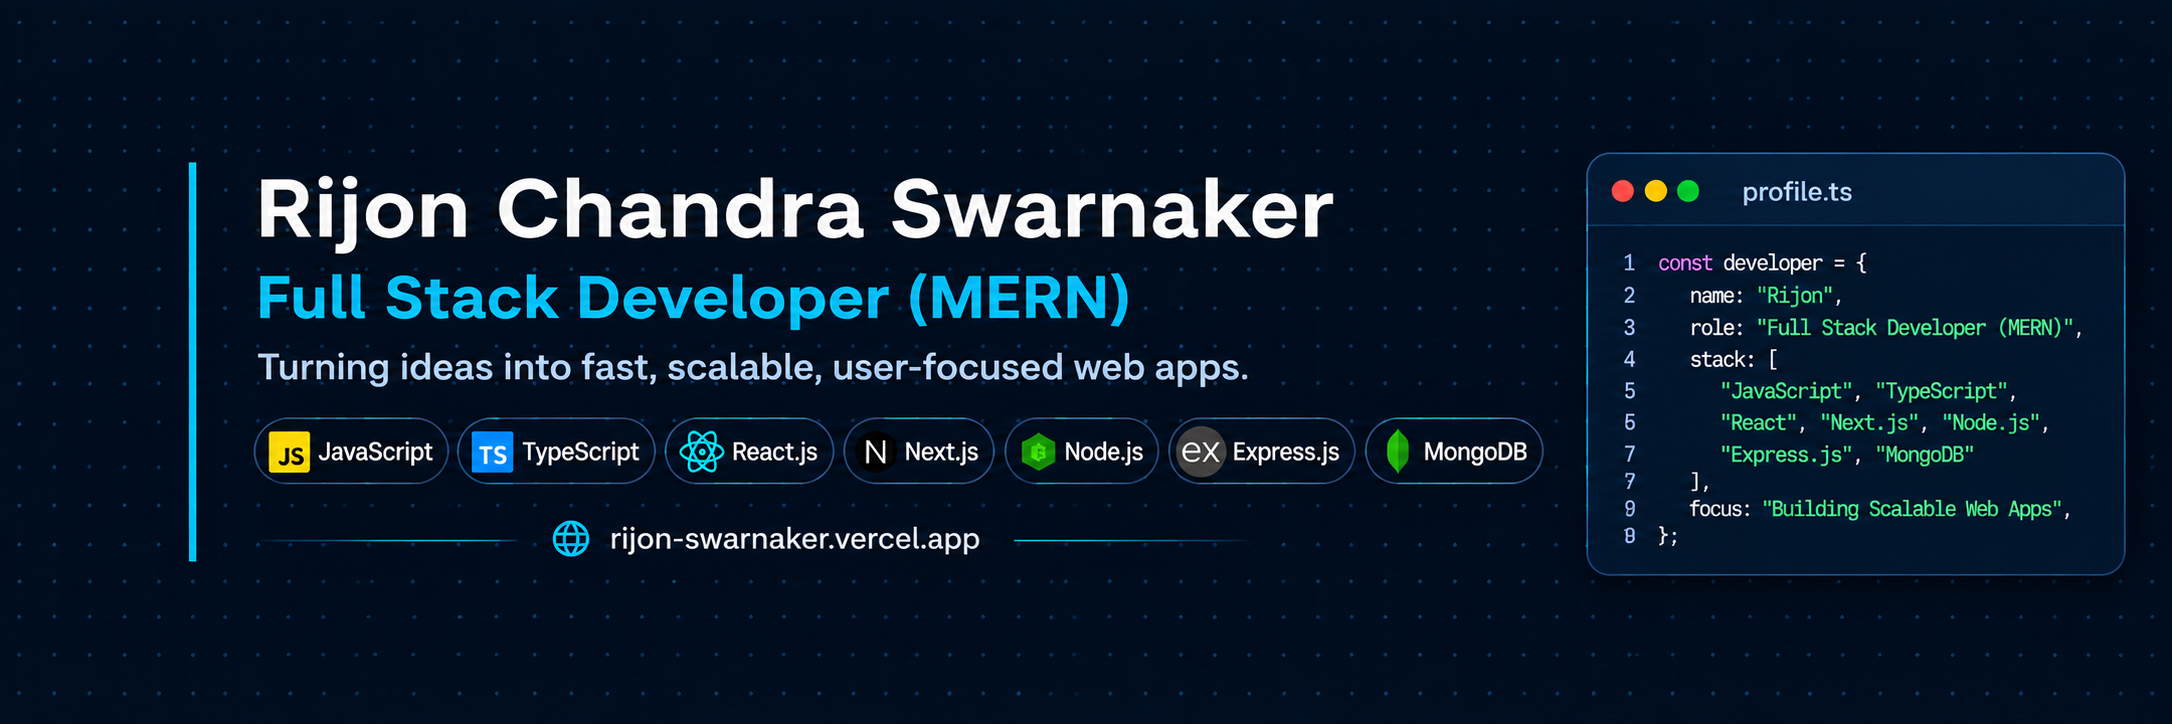 Rijon Chandra Swarnaker
Full Stack Developer (MERN)
Turning ideas into fast, scalable, user-focused web apps.
JS JavaScript TS TypeScript React.js N Next.js Node.js ex Express.js MongoDB
rijon-swarnaker.vercel.app
profile.ts
1 const developer = {
2 name: "Rijon",
3 role: "Full Stack Developer (MERN)",
4 stack: [
5 "JavaScript", "TypeScript",
5 "React", "Next.js", "Node.js",
7 "Express.js", "MongoDB"
7 ],
9 focus: "Building Scalable Web Apps",
};